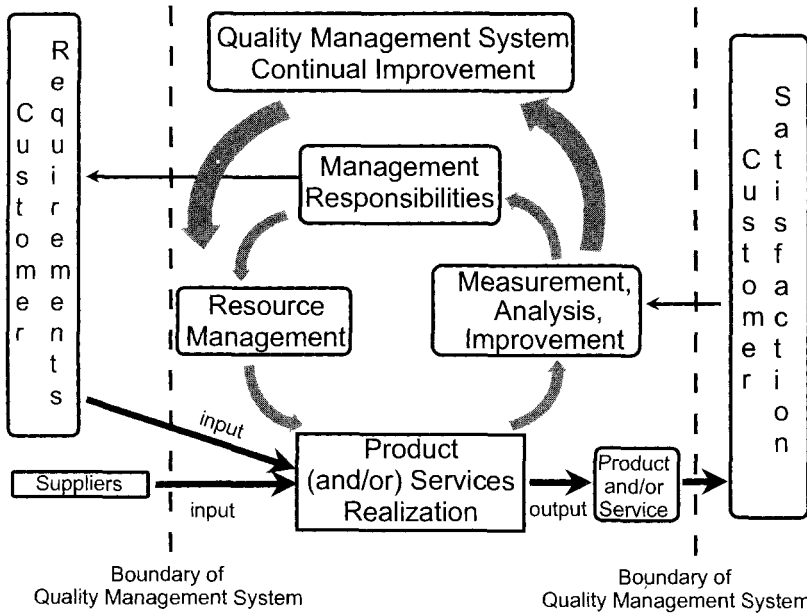 Customer
Requirements
Quality Management System
Continual Improvement
Management
Responsibilities
Resource
Management
Measurement,
Analysis,
Improvement
Customer
Satisfaction
input
Suppliers
input
Product
(and/or) Services
Realization
output
Product
and/or
Service
Boundary of
Quality Management System
Boundary of
Quality Management System